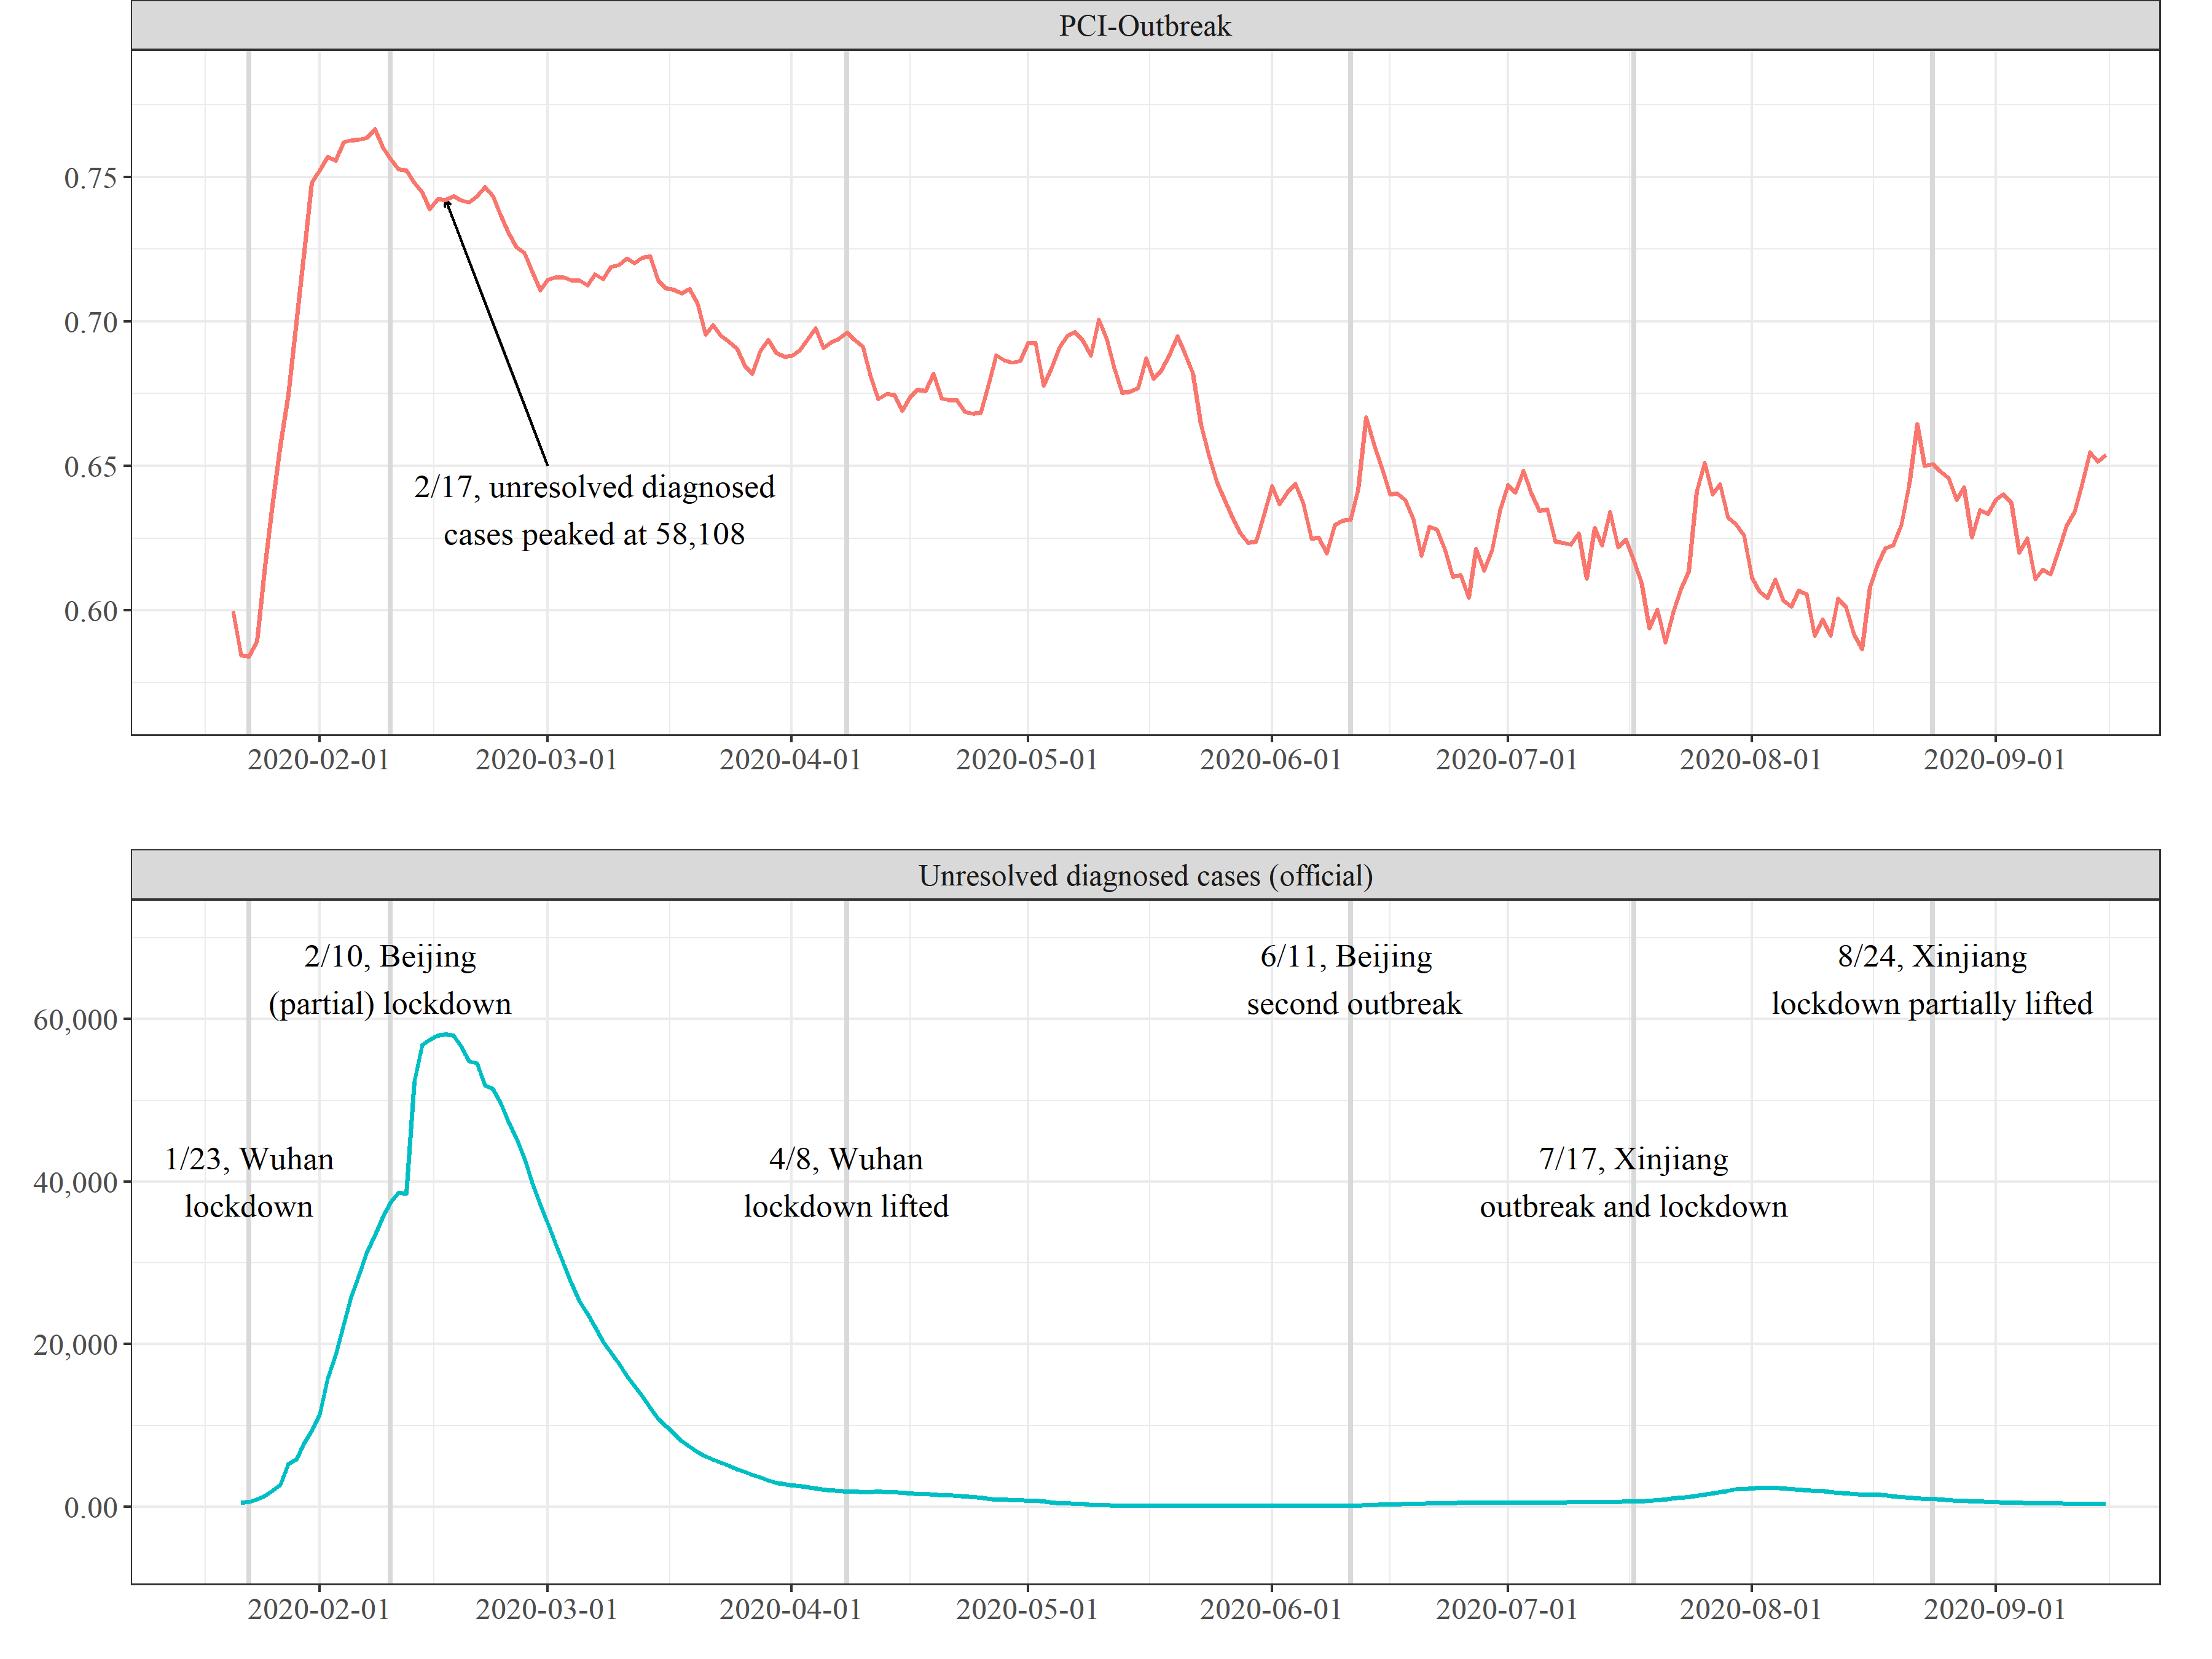 PCI-Outbreak
0.75
0.70
0.65
0.60
2/17, unresolved diagnosed
cases peaked at 58,108
2020-02-01 2020-03-01 2020-04-01 2020-05-01 2020-06-01 2020-07-01 2020-08-01 2020-09-01
Unresolved diagnosed cases (official)
2/10, Beijing
(partial) lockdown
6/11, Beijing
second outbreak
8/24, Xinjiang
lockdown partially lifted
1/23, Wuhan
lockdown
4/8, Wuhan
lockdown lifted
7/17, Xinjiang
outbreak and lockdown
60,000
40,000
20,000
0.00
2020-02-01 2020-03-01 2020-04-01 2020-05-01 2020-06-01 2020-07-01 2020-08-01 2020-09-01